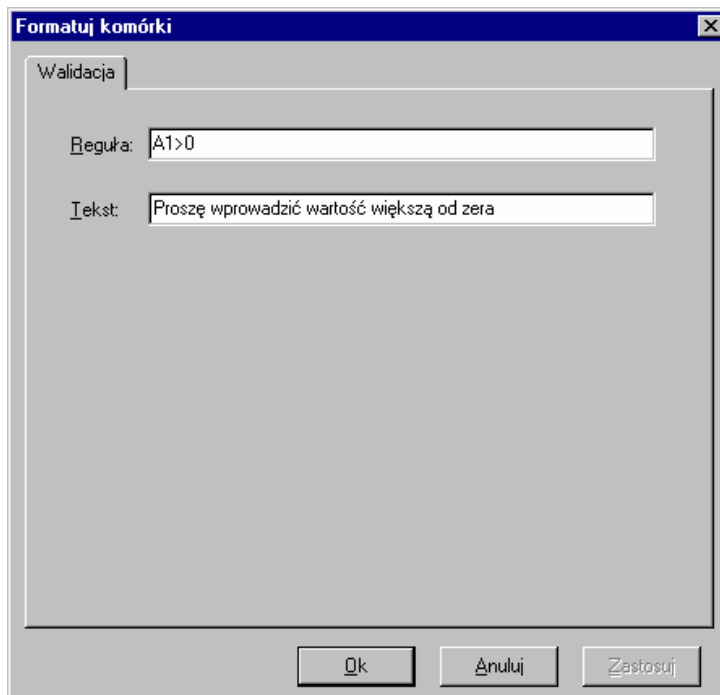 Formatuj komórki
Walidacja
Reguła: A1>0
Tekst: Proszę wprowadzić wartość większą od zera
Ok Anuluj Zastosuj